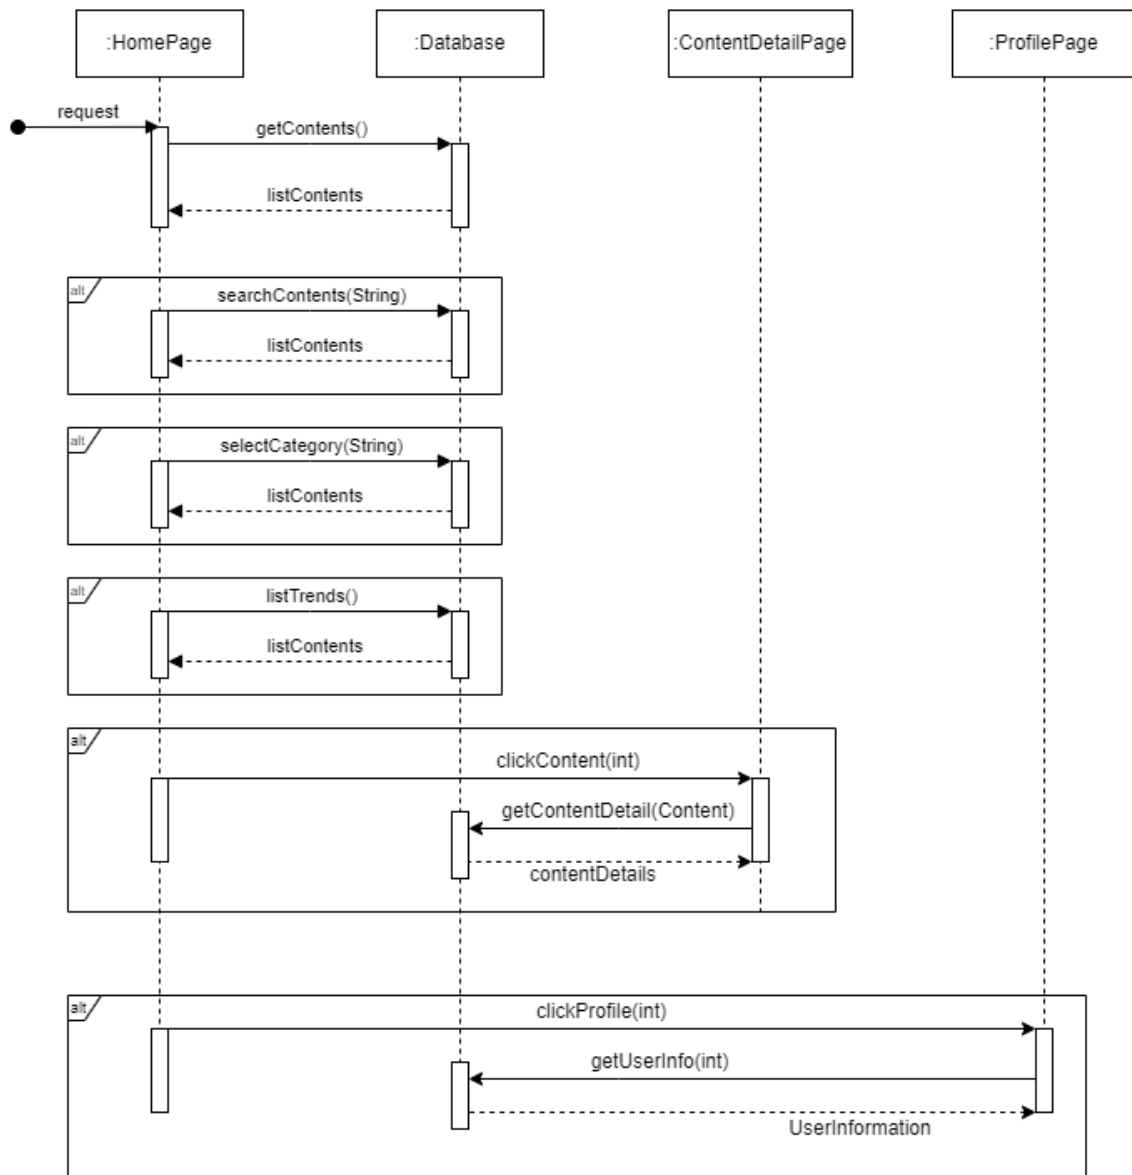 :HomePage
:Database
:ContentDetailPage
:ProfilePage
request
getContents()
listContents
alt
searchContents(String)
listContents
alt
selectCategory(String)
listContents
alt
listTrends()
listContents
alt
clickContent(int)
getContentDetail(Content)
contentDetails
alt
clickProfile(int)
getUserInfo(int)
UserInformation